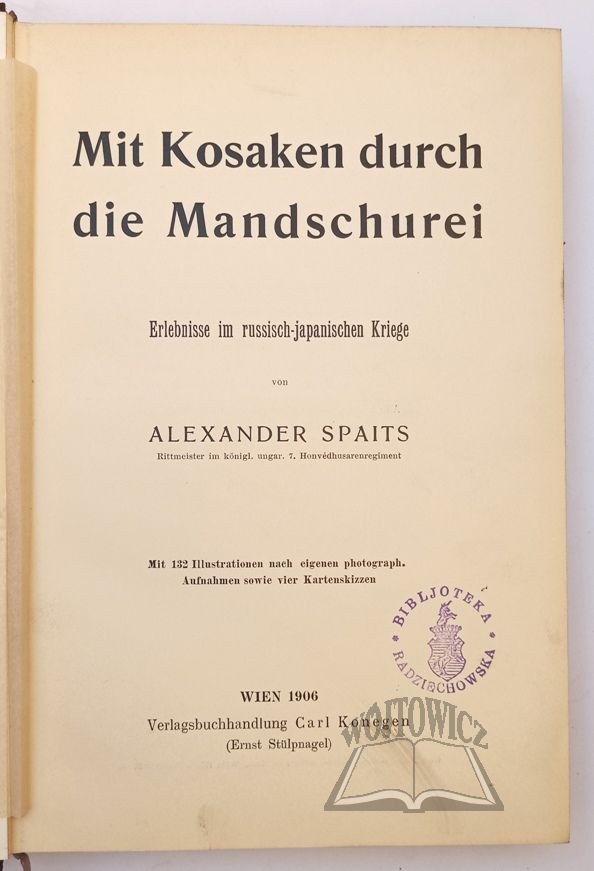 Mit Kosaken durch
die Mandschurei
Erlebnisse im russisch-japanischen Kriege
von
ALEXANDER SPAITS
Rittmeister im königl. ungar. 7. Honvédhusarenregiment
Mit 132 Illustrationen nach eigenen photograph.
Aufnahmen sowie vier Kartenskizzen
* BIBLJOTEKA *
RADZIECHOWSKA
WIEN 1906
Verlagsbuchhandlung Carl Konegen
(Ernst Stülpnagel)
WÓJTOWICZ